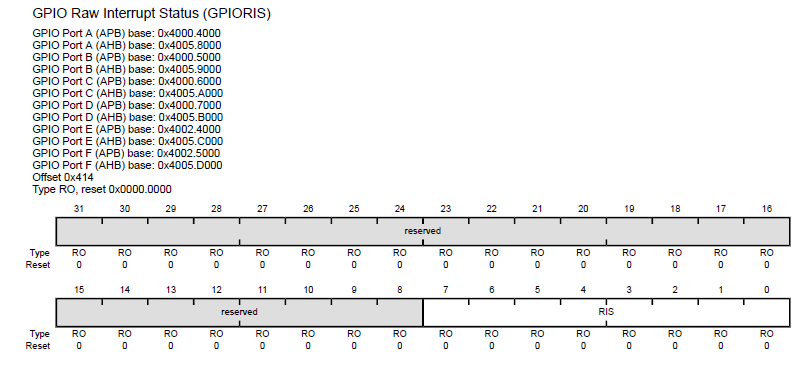 GPIO Raw Interrupt Status (GPIORIS)
GPIO Port A (APB) base: 0x4000.4000
GPIO Port A (AHB) base: 0x4005.8000
GPIO Port B (APB) base: 0x4000.5000
GPIO Port B (AHB) base: 0x4005.9000
GPIO Port C (APB) base: 0x4000.6000
GPIO Port C (AHB) base: 0x4005.A000
GPIO Port D (APB) base: 0x4000.7000
GPIO Port D (AHB) base: 0x4005.B000
GPIO Port E (APB) base: 0x4002.4000
GPIO Port E (AHB) base: 0x4005.C000
GPIO Port F (APB) base: 0x4002.5000
GPIO Port F (AHB) base: 0x4005.D000
Offset 0x414
Type RO, reset 0x0000.0000
31 30 29 28 27 26 25 24 23 22 21 20 19 18 17 16
reserved
Type RO RO RO RO RO RO RO RO RO RO RO RO RO RO RO RO
Reset 0 0 0 0 0 0 0 0 0 0 0 0 0 0 0 0
15 14 13 12 11 10 9 8 7 6 5 4 3 2 1 0
reserved RIS
Type RO RO RO RO RO RO RO RO RO RO RO RO RO RO RO RO
Reset 0 0 0 0 0 0 0 0 0 0 0 0 0 0 0 0